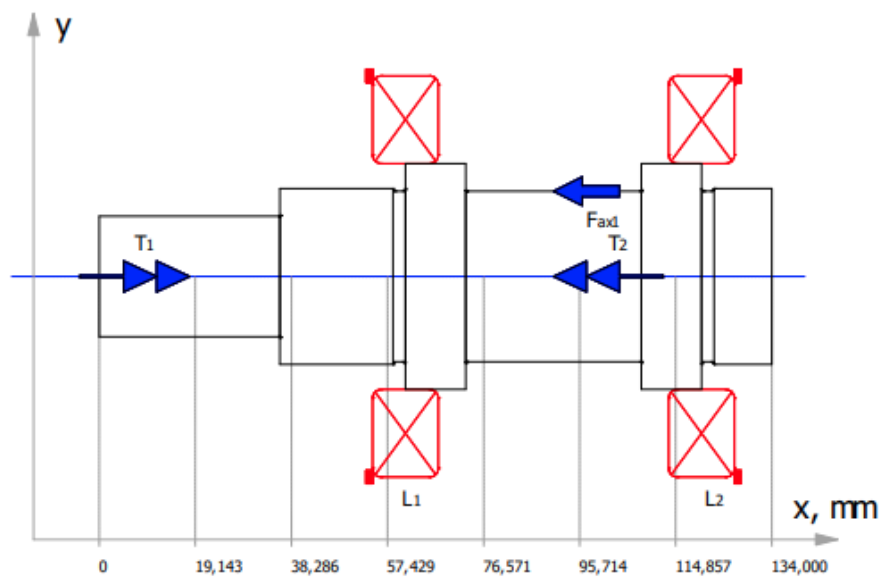 y
T1
Fax1
T2
L1
L2
x, mm
0 19,143 38,286 57,429 76,571 95,714 114,857 134,000